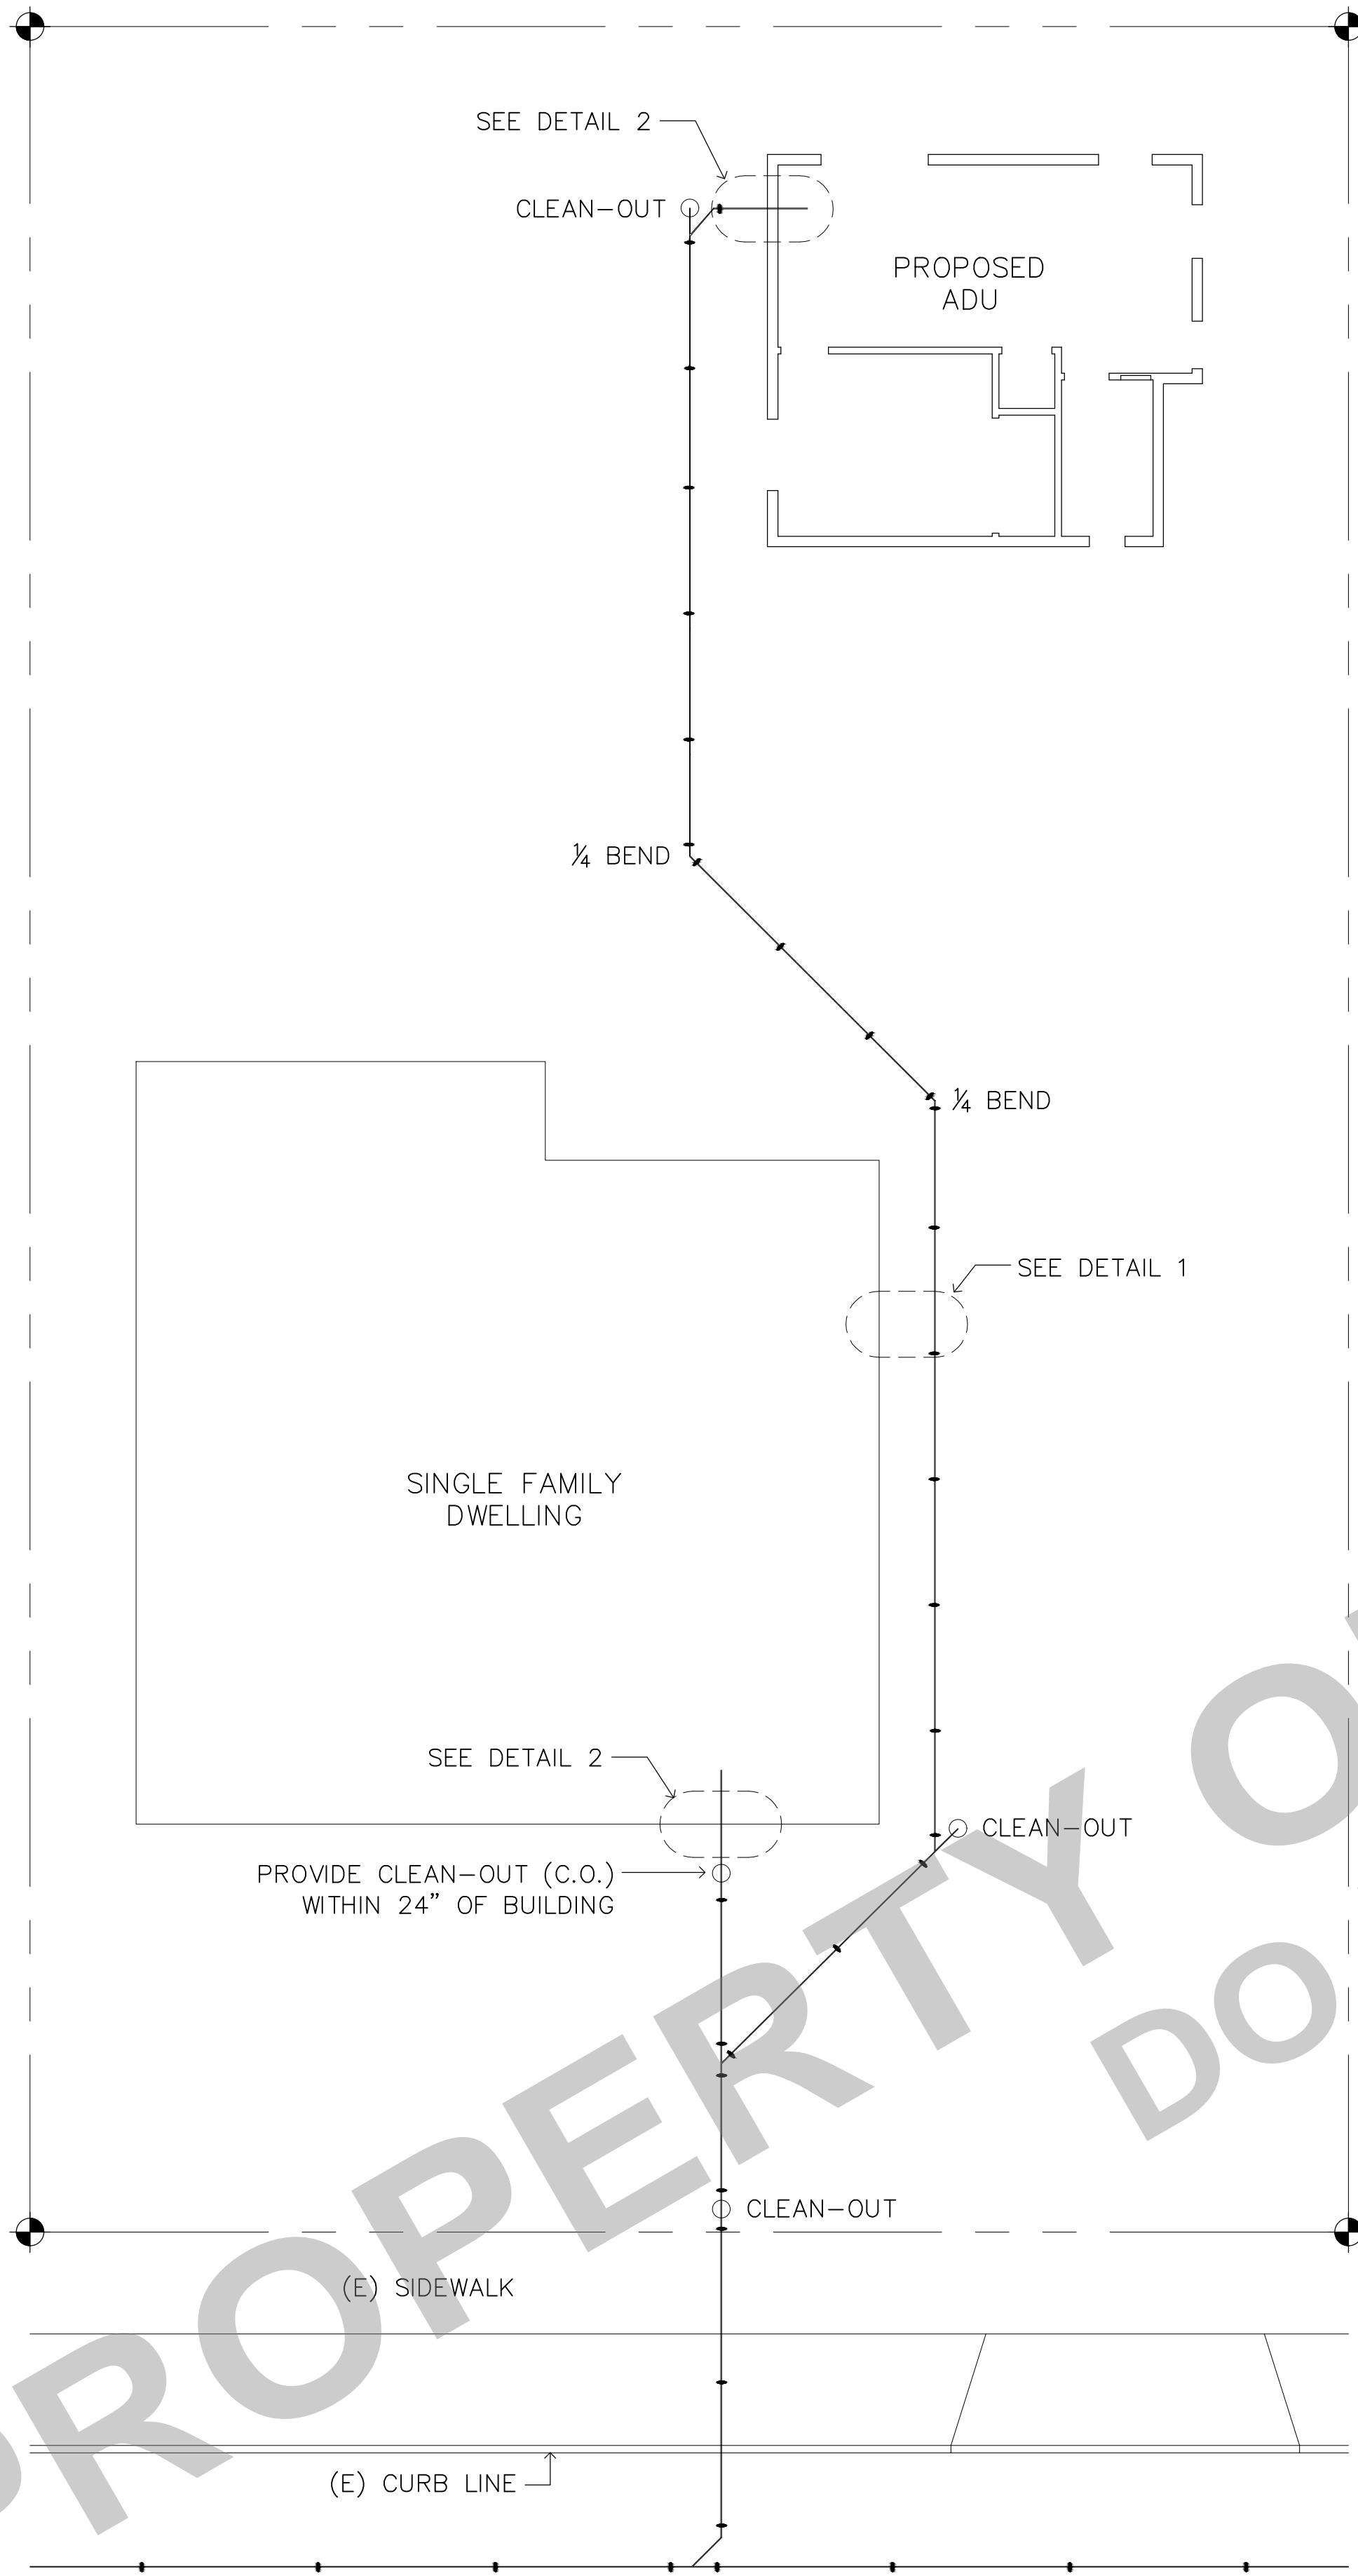 SEE DETAIL 2
CLEAN-OUT
PROPOSED
ADU
¼ BEND
¼ BEND
SEE DETAIL 1
SINGLE FAMILY
DWELLING
SEE DETAIL 2
CLEAN-OUT
PROVIDE CLEAN-OUT (C.O.)
WITHIN 24” OF BUILDING
CLEAN-OUT
(E) SIDEWALK
(E) CURB LINE
PROPERTY O
DO